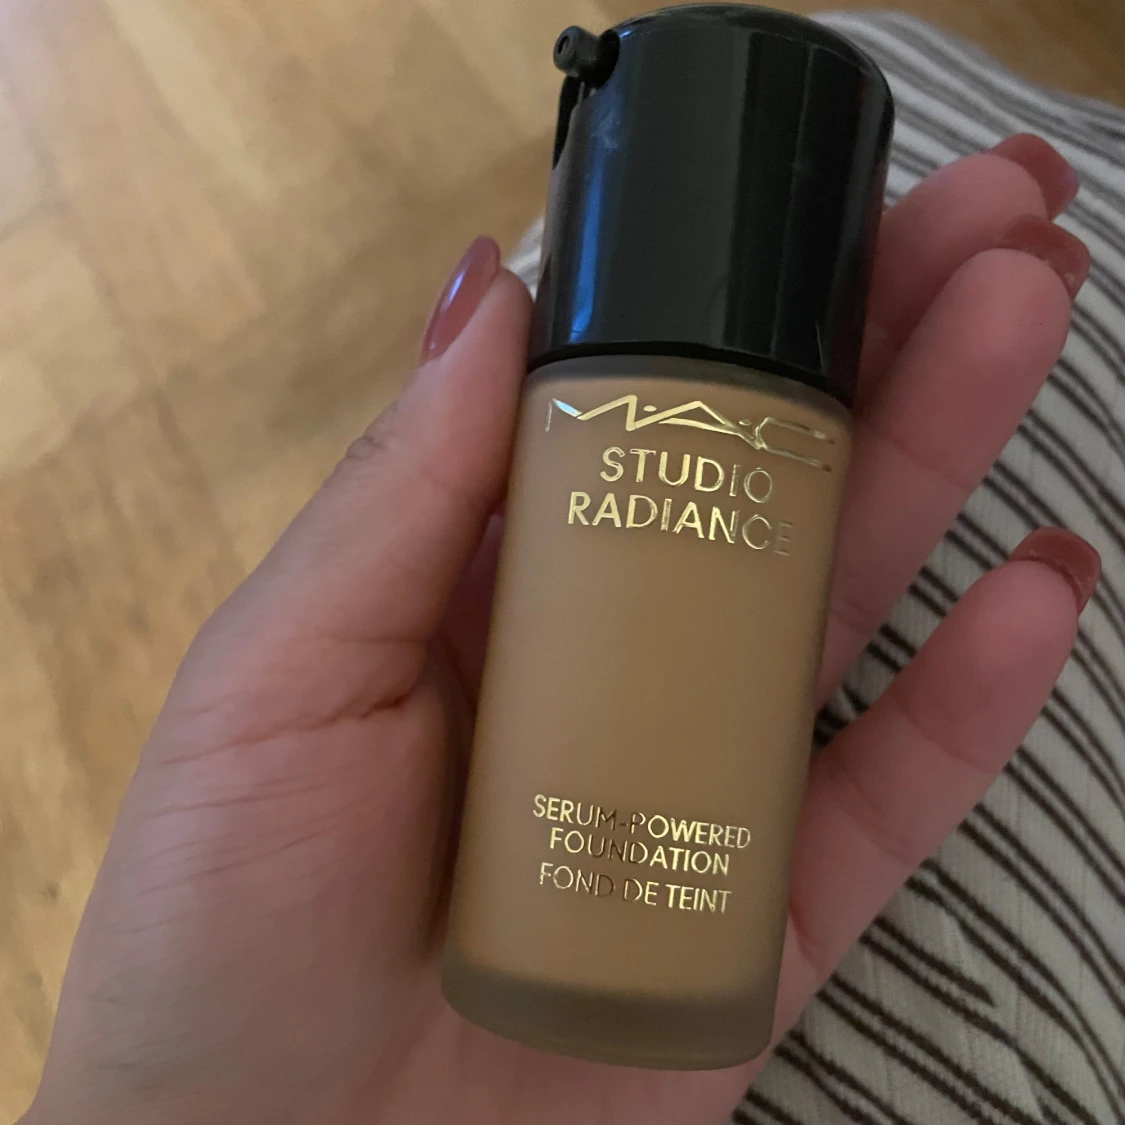 M·A·C
STUDIO
RADIANCE
SERUM-POWERED
FOUNDATION
FOND DE TEINT